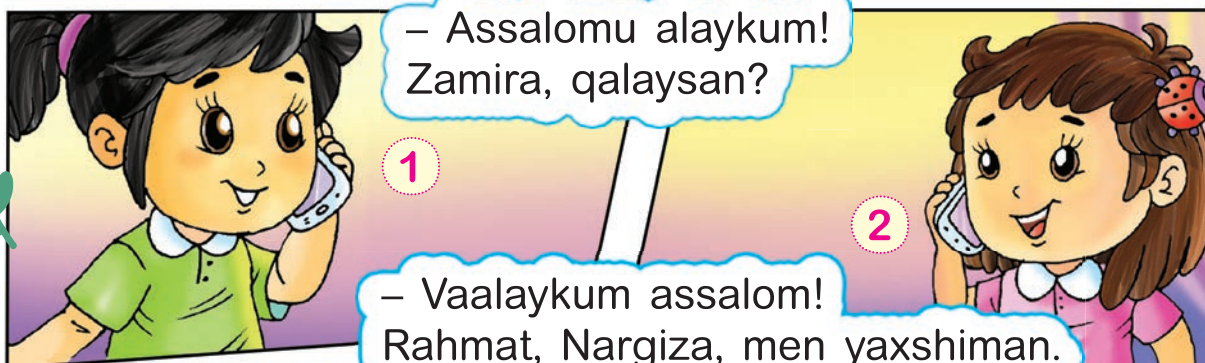 – Assalomu alaykum!
Zamira, qalaysan?
1
2
– Vaalaykum assalom!
Rahmat, Nargiza, men yaxshiman.